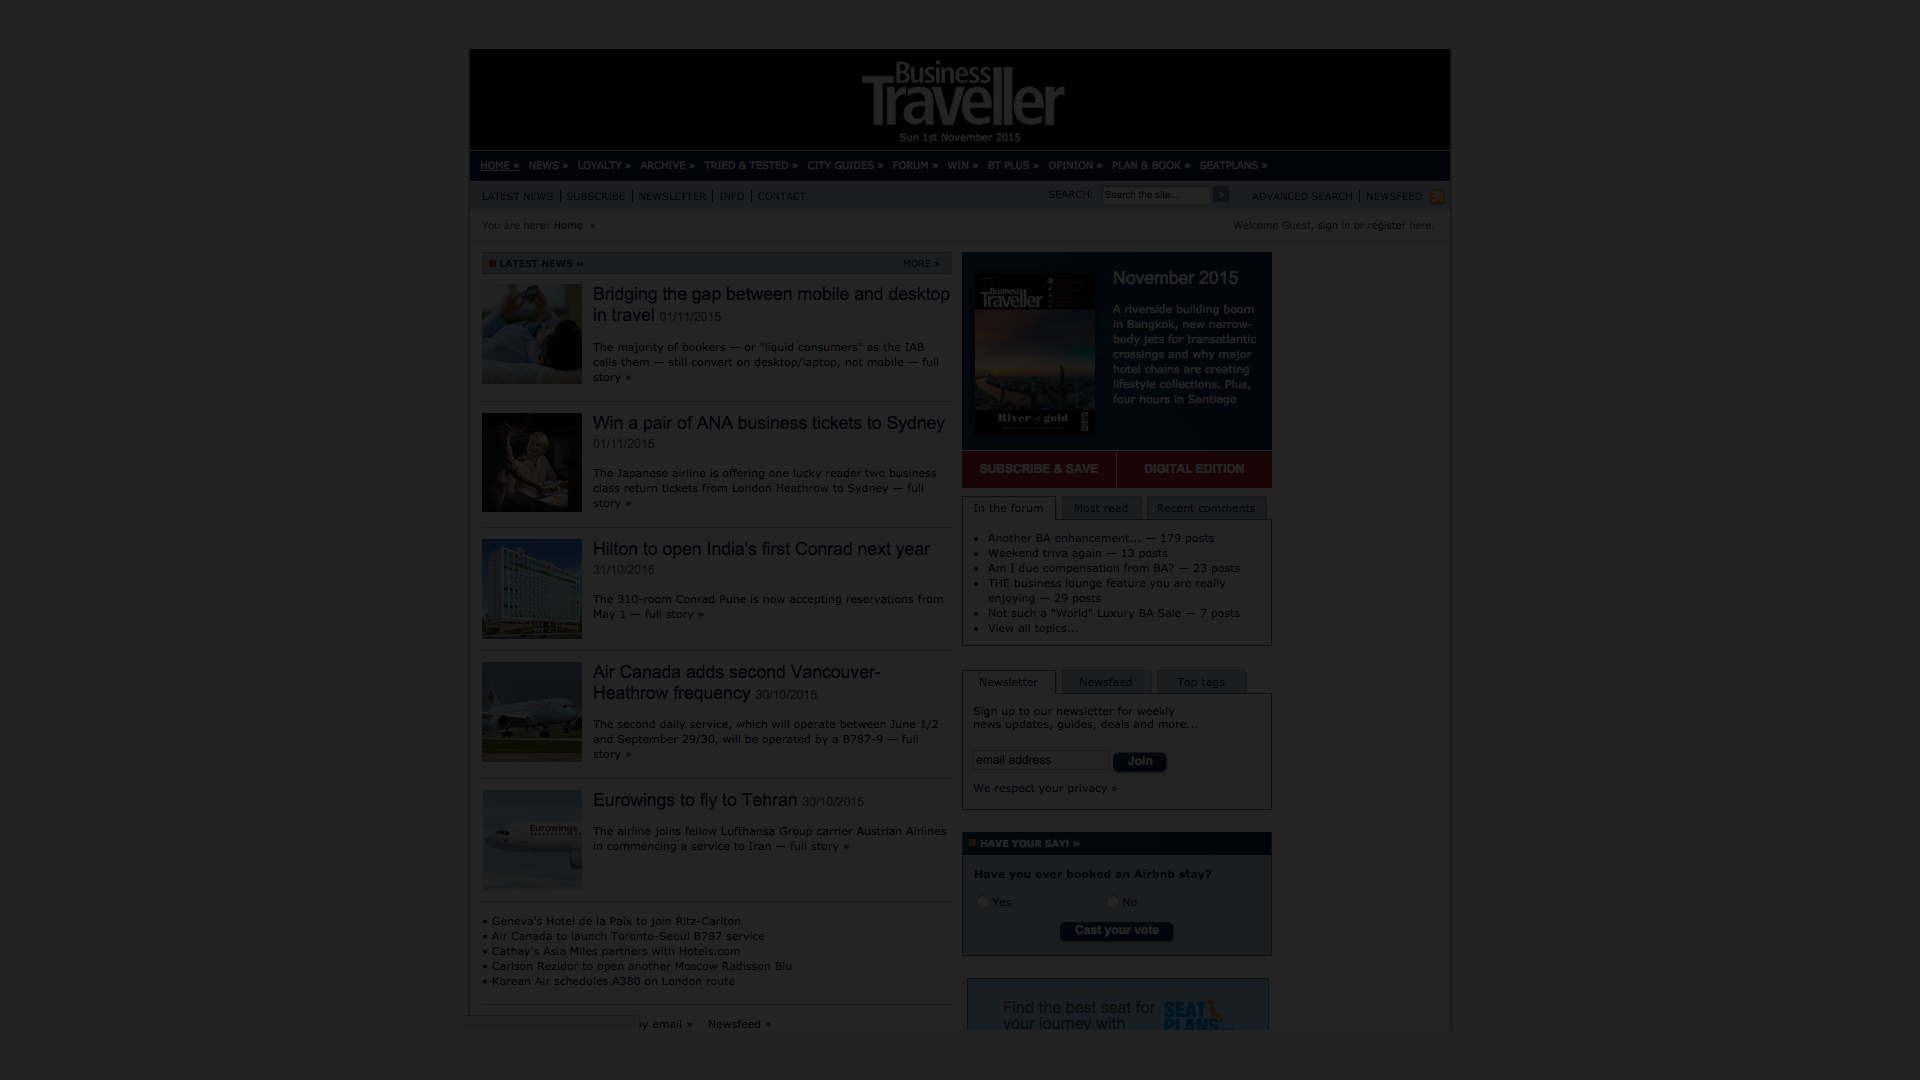 Business
Traveller
Sun 1st November 2015
HOME » NEWS » LOYALTY » ARCHIVE » TRIED & TESTED » CITY GUIDES » FORUM » WIN » BT PLUS » OPINION » PLAN & BOOK » SEATPLANS »
LATEST NEWS | SUBSCRIBE | NEWSLETTER | INFO | CONTACT
SEARCH: Search the site... » ADVANCED SEARCH | NEWSFEED
You are here: Home »
Welcome Guest, sign in or register here.
LATEST NEWS » MORE »
Bridging the gap between mobile and desktop
in travel 01/11/2015
The majority of bookers — or "liquid consumers" as the IAB
calls them — still convert on desktop/laptop, not mobile — full
story »
Win a pair of ANA business tickets to Sydney
01/11/2015
The Japanese airline is offering one lucky reader two business
class return tickets from London Heathrow to Sydney — full
story »
Hilton to open India's first Conrad next year
31/10/2015
The 310-room Conrad Pune is now accepting reservations from
May 1 — full story »
Air Canada adds second Vancouver-
Heathrow frequency 30/10/2015
The second daily service, which will operate between June 1/2
and September 29/30, will be operated by a B787-9 — full
story »
Eurowings
Eurowings to fly to Tehran 30/10/2015
The airline joins fellow Lufthansa Group carrier Austrian Airlines
in commencing a service to Iran — full story »
• Geneva's Hotel de la Paix to join Ritz-Carlton
• Air Canada to launch Toronto-Seoul B787 service
• Cathay's Asia Miles partners with Hotels.com
• Carlson Rezidor to open another Moscow Radisson Blu
• Korean Air schedules A380 on London route
y email » Newsfeed »
Business
Traveller
River of gold
November 2015
A riverside building boom
in Bangkok, new narrow-
body jets for transatlantic
crossings and why major
hotel chains are creating
lifestyle collections. Plus,
four hours in Santiago
SUBSCRIBE & SAVE DIGITAL EDITION
In the forum Most read Recent comments
• Another BA enhancement... — 179 posts
• Weekend triva again — 13 posts
• Am I due compensation from BA? — 23 posts
• THE business lounge feature you are really
enjoying — 29 posts
• Not such a "World" Luxury BA Sale — 7 posts
• View all topics...
Newsletter Newsfeed Top tags
Sign up to our newsletter for weekly
news updates, guides, deals and more...
email address Join
We respect your privacy »
HAVE YOUR SAY! »
Have you ever booked an Airbnb stay?
Yes No
Cast your vote
Find the best seat for
your journey with
SEAT
PLANS